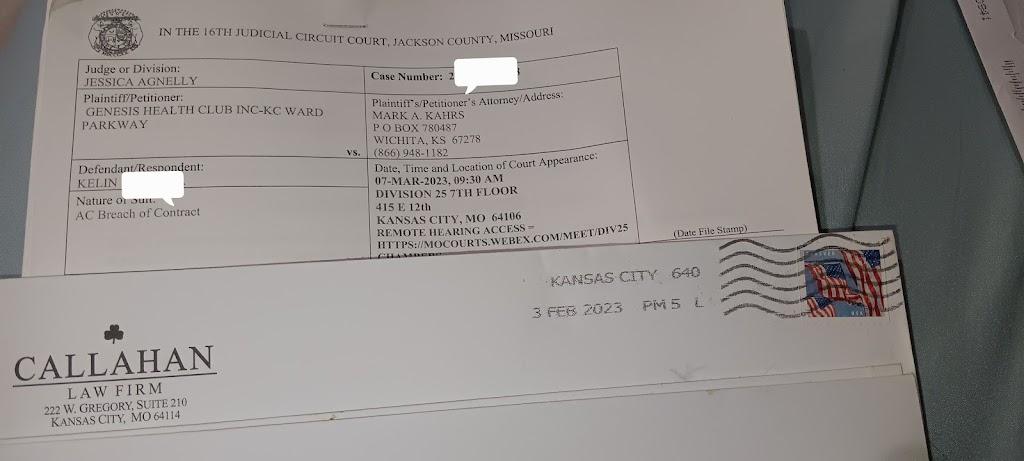 IN THE 16TH JUDICIAL CIRCUIT COURT, JACKSON COUNTY, MISSOURI
Judge or Division:
JESSICA AGNELLY
Case Number: 2
Plaintiff/Petitioner:
GENESIS HEALTH CLUB INC-KC WARD
PARKWAY
vs.
Plaintiff's/Petitioner's Attorney/Address:
MARK A. KAHRS
P O BOX 780487
WICHITA, KS 67278
(866) 948-1182
Defendant/Respondent:
KELIN
Nature of Suit:
AC Breach of Contract
Date, Time and Location of Court Appearance:
07-MAR-2023, 09:30 AM
DIVISION 25 7TH FLOOR
415 E 12th
KANSAS CITY, MO 64106
REMOTE HEARING ACCESS =
HTTPS://MOCOURTS.WEBEX.COM/MEET/DIV25
(Date File Stamp)
KANSAS CITY 640
3 FEB 2023 PM 5 L
CALLAHAN
LAW FIRM
222 W. GREGORY, SUITE 210
KANSAS CITY, MO 64114